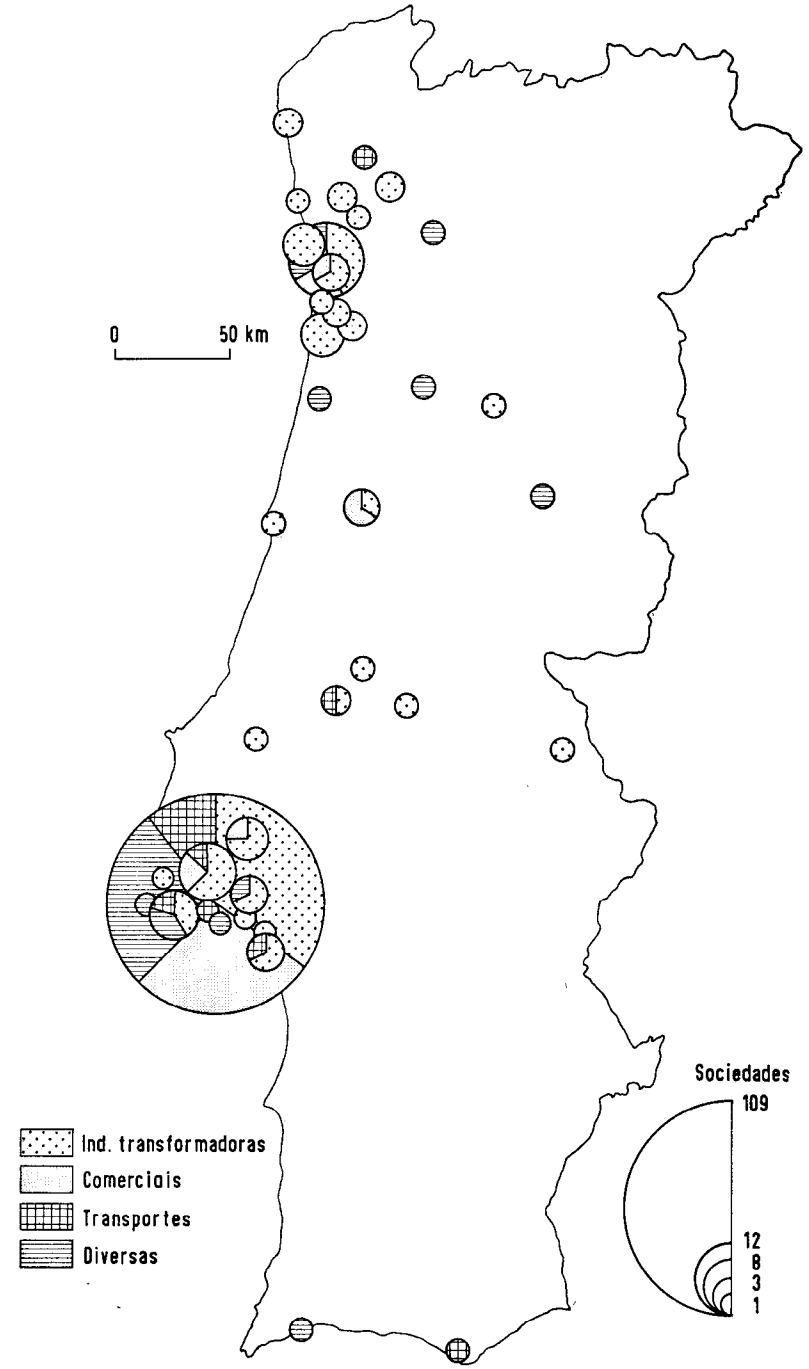 0 50 km
Sociedades
109
12
8
3
1
Ind. transformadoras
Comerciais
Transportes
Diversas